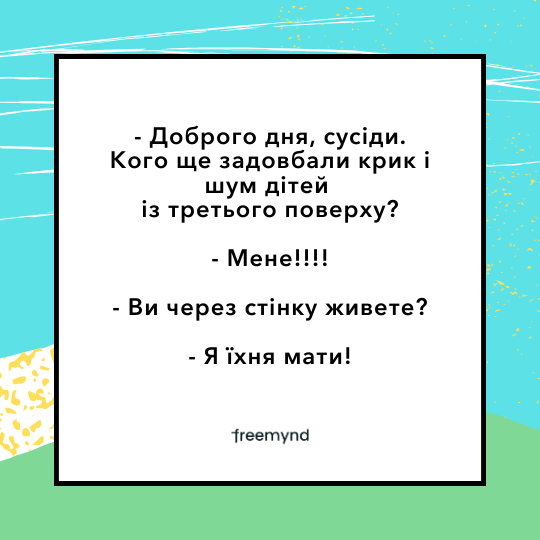 - Доброго дня, сусіди.
Кого ще задовбали крик і
шум дітей
із третього поверху?
- Мене!!!!
- Ви через стінку живете?
- Я їхня мати!
freemynd